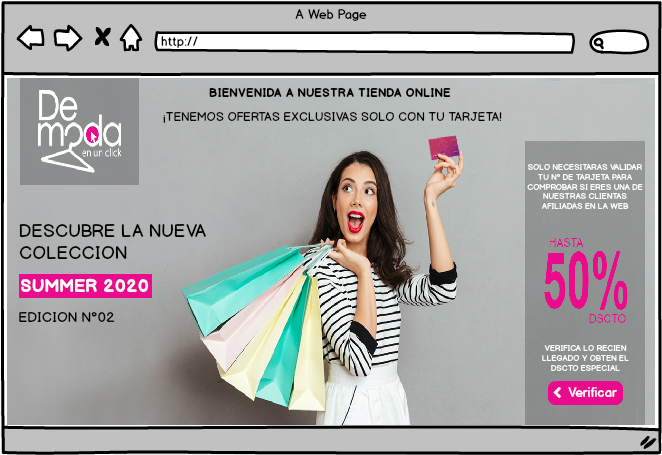 A Web Page
http://
De
moda
en un click
BIENVENIDA A NUESTRA TIENDA ONLINE
¡TENEMOS OFERTAS EXCLUSIVAS SOLO CON TU TARJETA!
DESCUBRE LA NUEVA
COLECCION
SUMMER 2020
EDICION N°02
SOLO NECESITARAS VALIDAR
TU N° DE TARJETA PARA
COMPROBAR SI ERES UNA DE
NUESTRAS CLIENTAS
AFILIADAS EN LA WEB
HASTA
50%
DSCTO
VERIFICA LO RECIEN
LLEGADO Y OBTEN EL
DSCTO ESPECIAL
Verificar